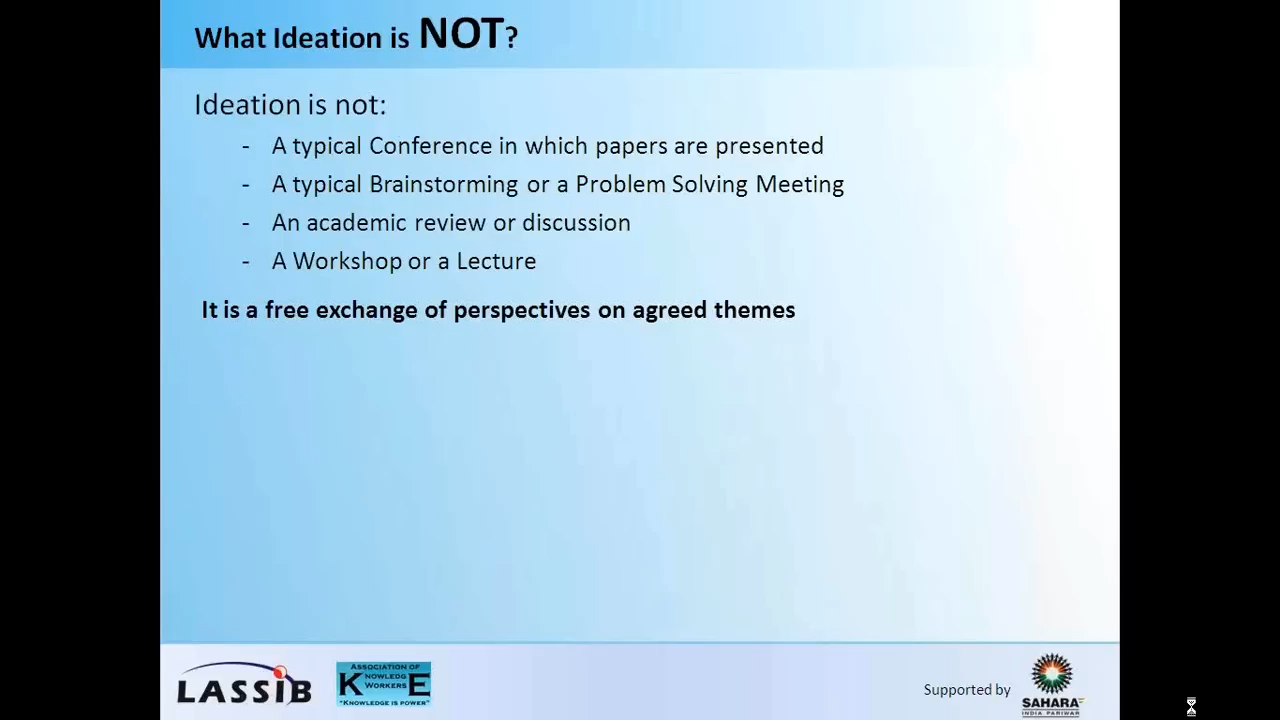 What Ideation is NOT?
Ideation is not:
- A typical Conference in which papers are presented
- A typical Brainstorming or a Problem Solving Meeting
- An academic review or discussion
- A Workshop or a Lecture
It is a free exchange of perspectives on agreed themes
LASSIB
ASSOCIATION OF
KNOWLEDGE
WORKERS
"KNOWLEDGE IS POWER"
Supported by
SAHARA
INDIA PARIWAR